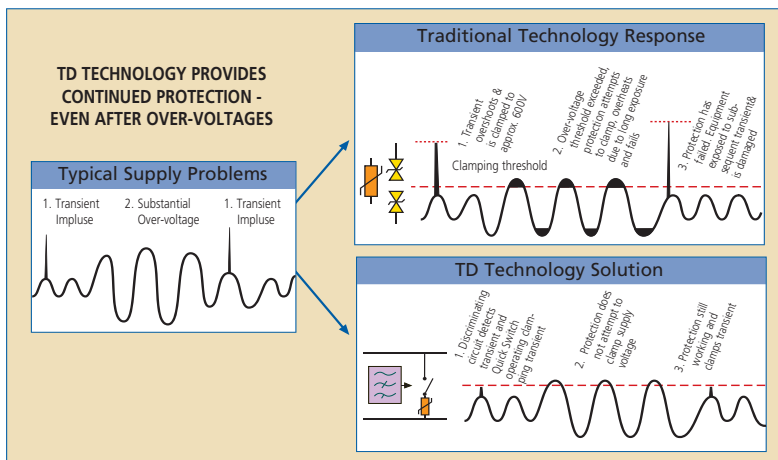 TD TECHNOLOGY PROVIDES
CONTINUED PROTECTION -
EVEN AFTER OVER-VOLTAGES
Typical Supply Problems
1. Transient
Impluse
2. Substantial
Over-voltage
1. Transient
Impluse
Traditional Technology Response
1. Transient
overshoots &
is clamped to
approx. 600V
Clamping threshold
2. Over-voltage
threshold exceeded,
protection attempts
to clamp, overheats
due to long exposure
and fails
3. Protection has
failed. Equipment
exposed to sub-
sequent transient&
is damaged
TD Technology Solution
1. Discriminating
circuit detects
transient and
Quick Switch
operating clam-
ping transient
2. Protection does
not attempt to
clamp supply
voltage
3. Protection still
working and
clamps transient